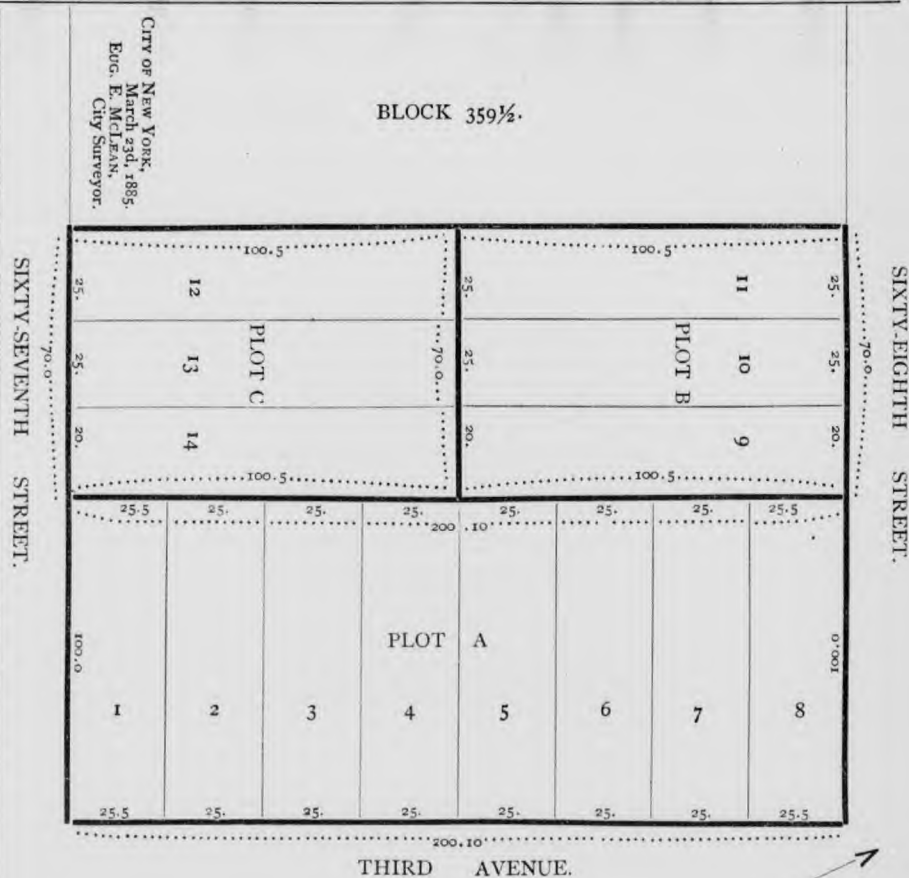 CITY OF NEW YORK,
March 23d, 1885.
EUG. E. MCLEAN,
City Surveyor.
BLOCK 359½.
SIXTY-SEVENTH STREET.
70.0
100.5
25. 12
25. 13
20. 14
PLOT C
70.0
100.5
100.5
25. 11 25.
25. 10 25.
20. 9 20.
PLOT B
100.5
70.0
SIXTY-EIGHTH STREET.
25.5 25. 25. 25. 25. 25. 25. 25.5
200.10
100.0
PLOT A
100.0
1 2 3 4 5 6 7 8
25.5 25. 25. 25. 25. 25. 25. 25.5
200.10
THIRD AVENUE.